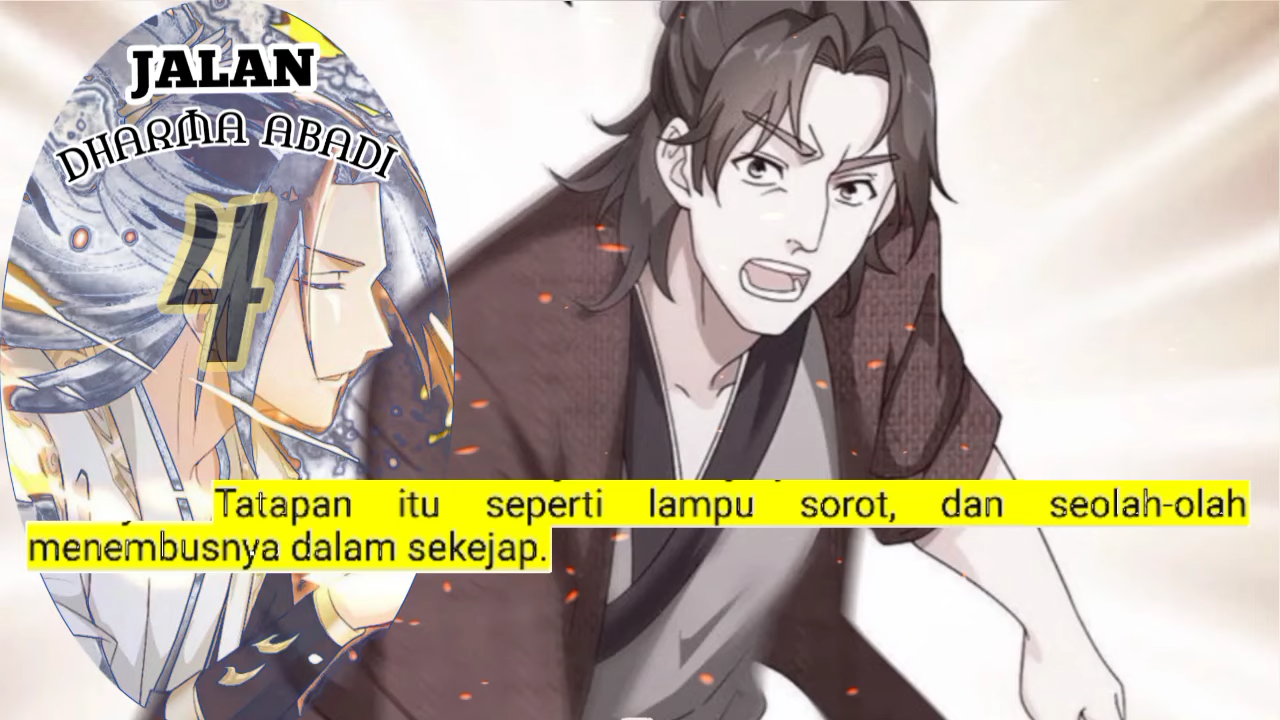 JALAN
DHARMA ABADI
4
Tatapan itu seperti lampu sorot, dan seolah-olah
menembusnya dalam sekejap.